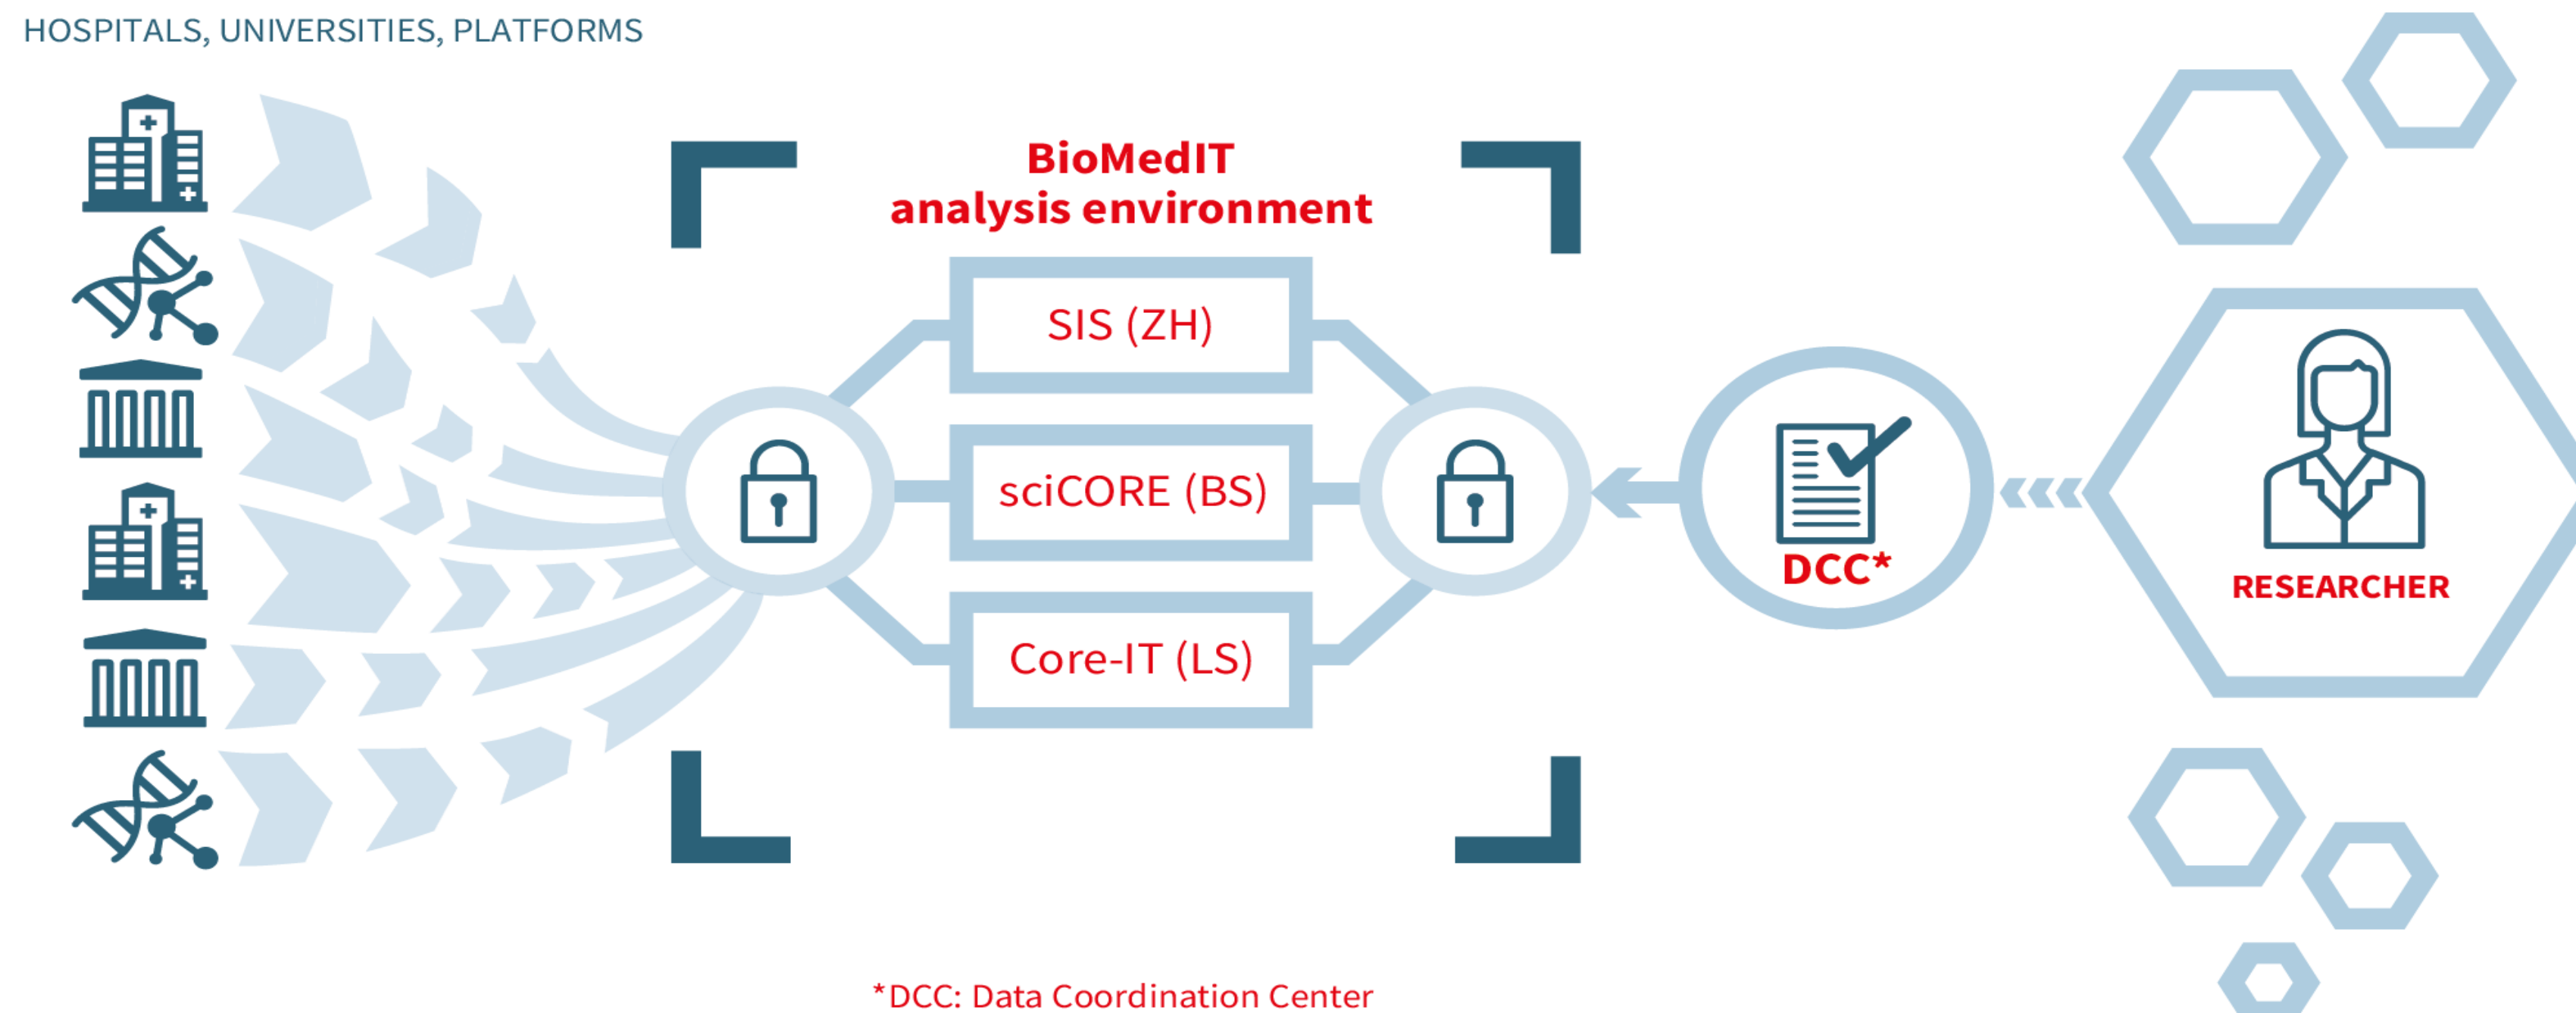 HOSPITALS, UNIVERSITIES, PLATFORMS
BioMedIT
analysis environment
SIS (ZH)
sciCORE (BS)
Core-IT (LS)
DCC*
RESEARCHER
*DCC: Data Coordination Center